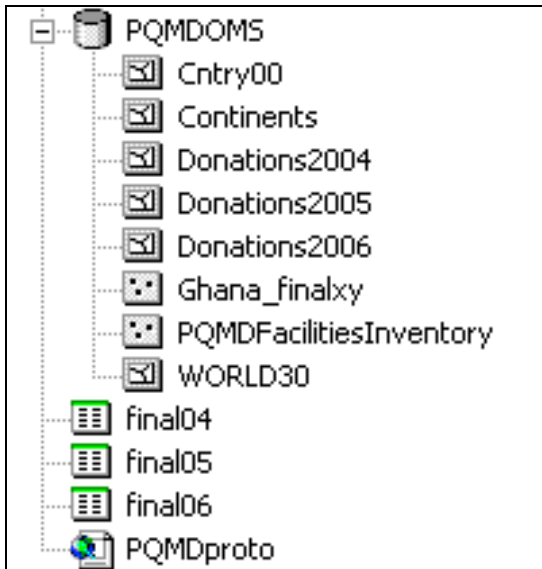 PQMDOMS
Cntry00
Continents
Donations2004
Donations2005
Donations2006
Ghana_finalxy
PQMDFacilitiesInventory
WORLD30
final04
final05
final06
PQMDproto